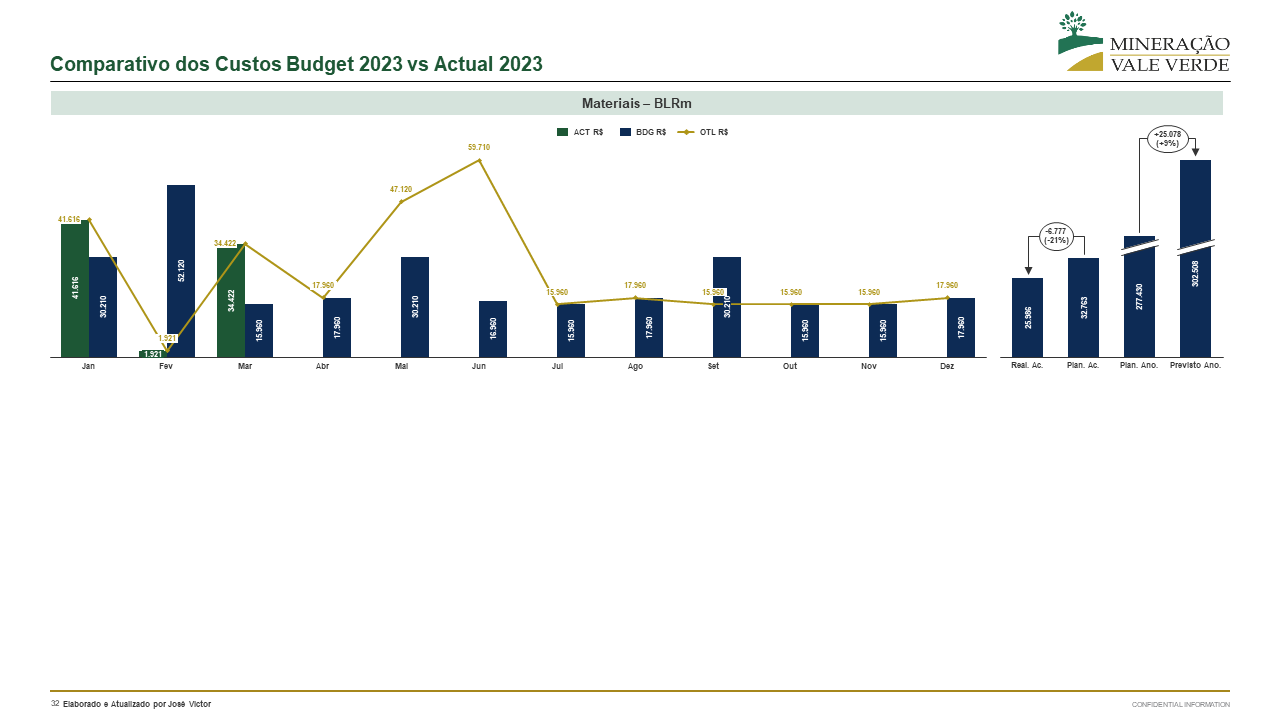 MINERAÇÃO
VALE VERDE
Comparativo dos Custos Budget 2023 vs Actual 2023
Materiais – BLRm
ACT R$ BDG R$ OTL R$
41.616 1.921 34.422 17.960 47.120 59.710 15.960 17.960 15.960 15.960 15.960 17.960
41.616 1.921 34.422
30.210 52.120 15.960 17.960 30.210 16.960 15.960 17.960 30.210 15.960 15.960 17.960
Jan Fev Mar Abr Mai Jun Jul Ago Set Out Nov Dez
-6.777
(-21%)
+25.078
(+9%)
25.986 32.763 277.430 302.508
Real. Ac. Plan. Ac. Plan. Ano. Previsto Ano.
32 Elaborado e Atualizado por José Victor
CONFIDENTIAL INFORMATION